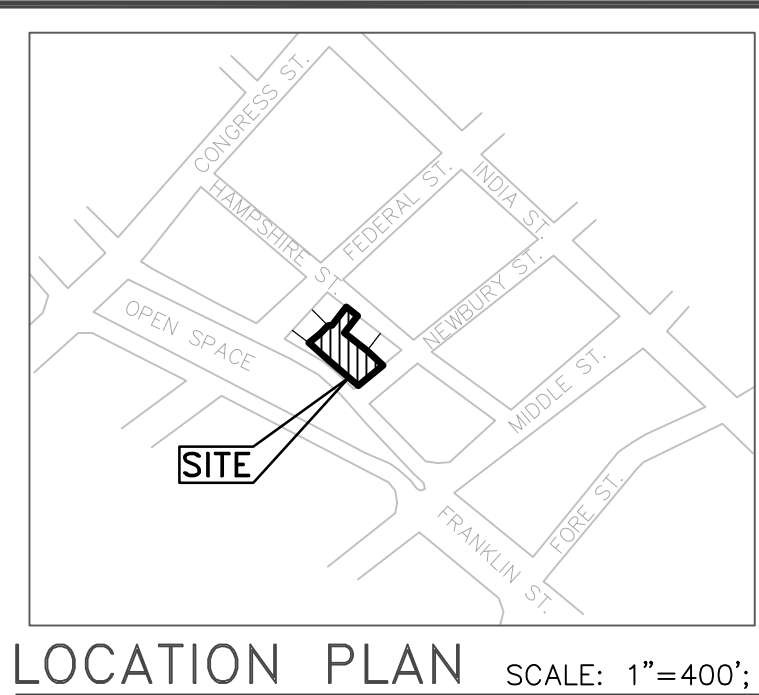 CONGRESS ST.
HAMPSHIRE ST.
FEDERAL ST.
INDIA ST.
NEWBURY ST.
OPEN SPACE
MIDDLE ST.
SITE
FRANKLIN ST.
FORE ST.
LOCATION PLAN SCALE: 1"=400';